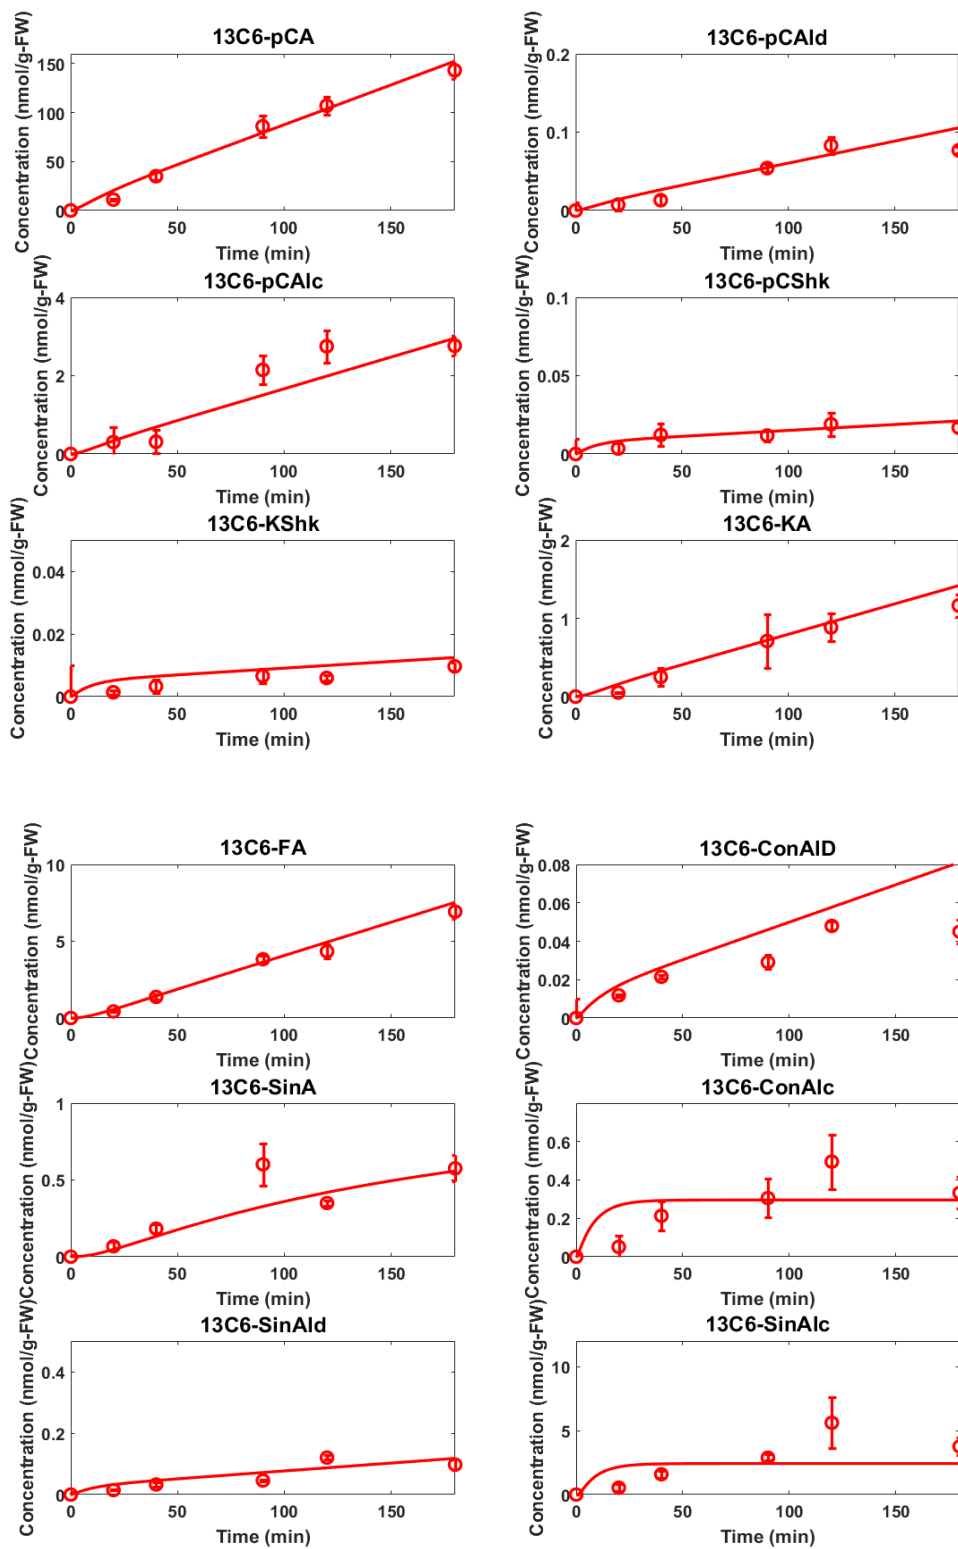 13C6-pCA
Concentration (nmol/g-FW)
150
100
50
0
0 50 100 150
Time (min)
13C6-pCAld
Concentration (nmol/g-FW)
0.2
0.1
0
0 50 100 150
Time (min)
13C6-pCAlc
Concentration (nmol/g-FW)
4
2
0
0 50 100 150
Time (min)
13C6-pCShk
Concentration (nmol/g-FW)
0.1
0.05
0
0 50 100 150
Time (min)
13C6-KShk
Concentration (nmol/g-FW)
0.04
0.02
0
0 50 100 150
Time (min)
13C6-KA
Concentration (nmol/g-FW)
2
1
0
0 50 100 150
Time (min)
13C6-FA
Concentration (nmol/g-FW)
10
5
0
0 50 100 150
Time (min)
13C6-ConAlD
Concentration (nmol/g-FW)
0.08
0.06
0.04
0.02
0
0 50 100 150
Time (min)
13C6-SinA
Concentration (nmol/g-FW)
1
0.5
0
0 50 100 150
Time (min)
13C6-ConAlc
Concentration (nmol/g-FW)
0.6
0.4
0.2
0
0 50 100 150
Time (min)
13C6-SinAld
Concentration (nmol/g-FW)
0.4
0.2
0
0 50 100 150
Time (min)
13C6-SinAlc
Concentration (nmol/g-FW)
10
5
0
0 50 100 150
Time (min)